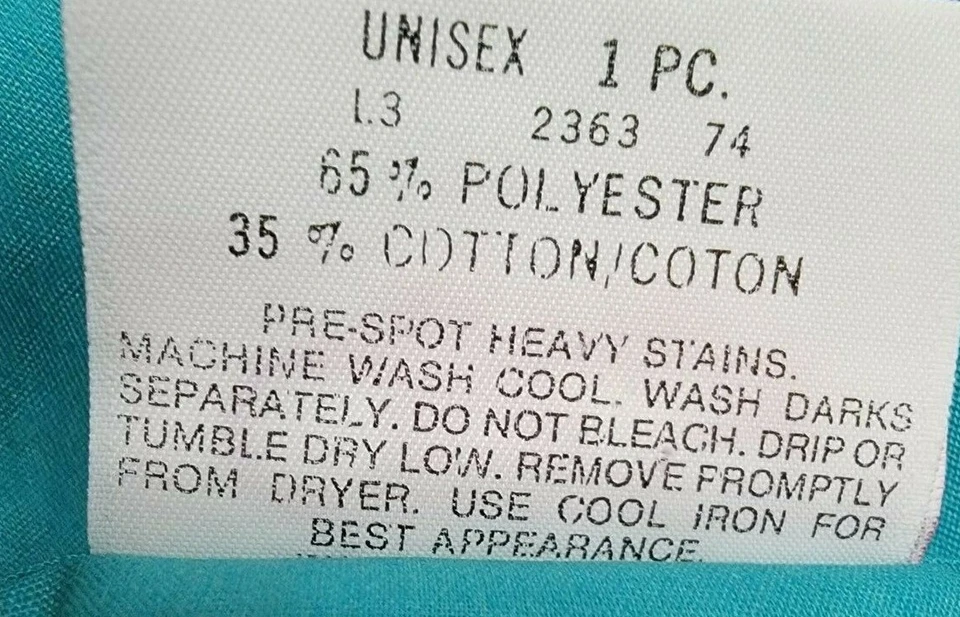 UNISEX 1 PC.
L3 2363 74
65 % POLYESTER
35 % COTTON/COTON
PRE-SPOT HEAVY STAINS.
MACHINE WASH COOL. WASH DARKS
SEPARATELY. DO NOT BLEACH. DRIP OR
TUMBLE DRY LOW. REMOVE PROMPTLY
FROM DRYER. USE COOL IRON FOR
BEST APPEARANCE.